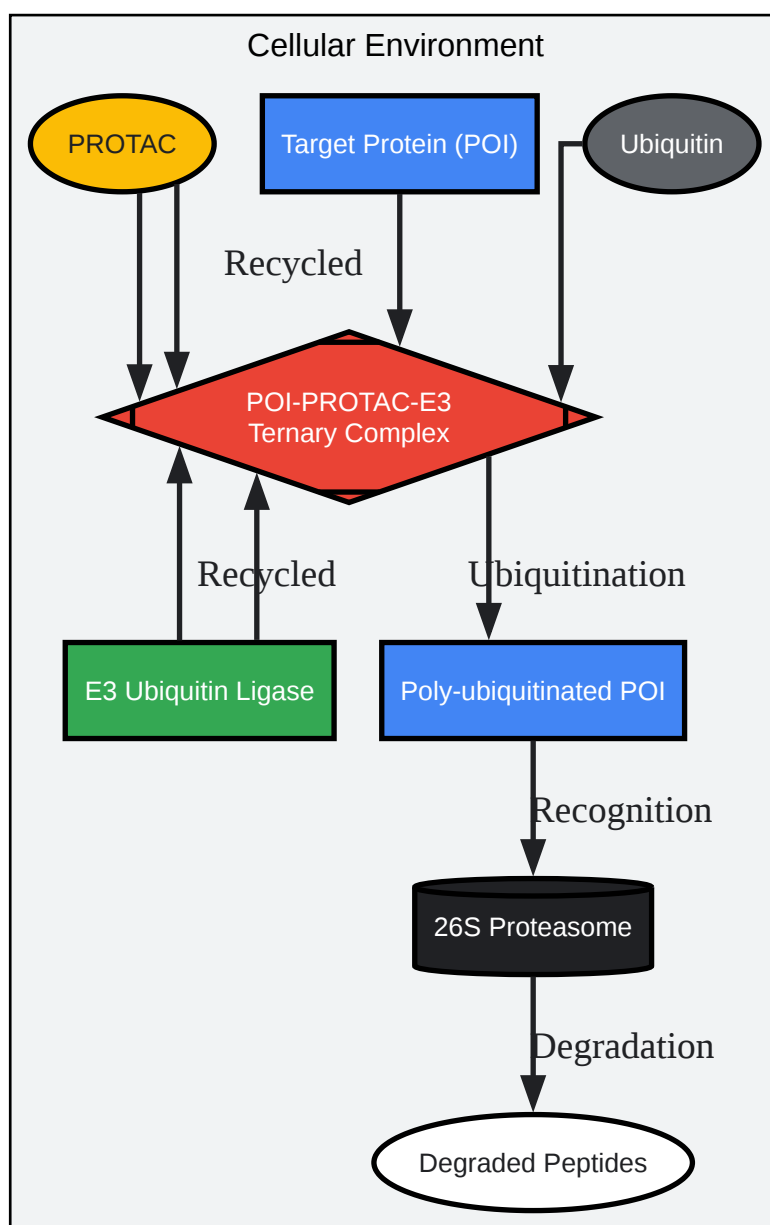 Cellular Environment
PROTAC
Target Protein (POI)
Ubiquitin
Recycled
POI-PROTAC-E3
Ternary Complex
Recycled
Ubiquitination
E3 Ubiquitin Ligase
Poly-ubiquitinated POI
Recognition
26S Proteasome
Degradation
Degraded Peptides